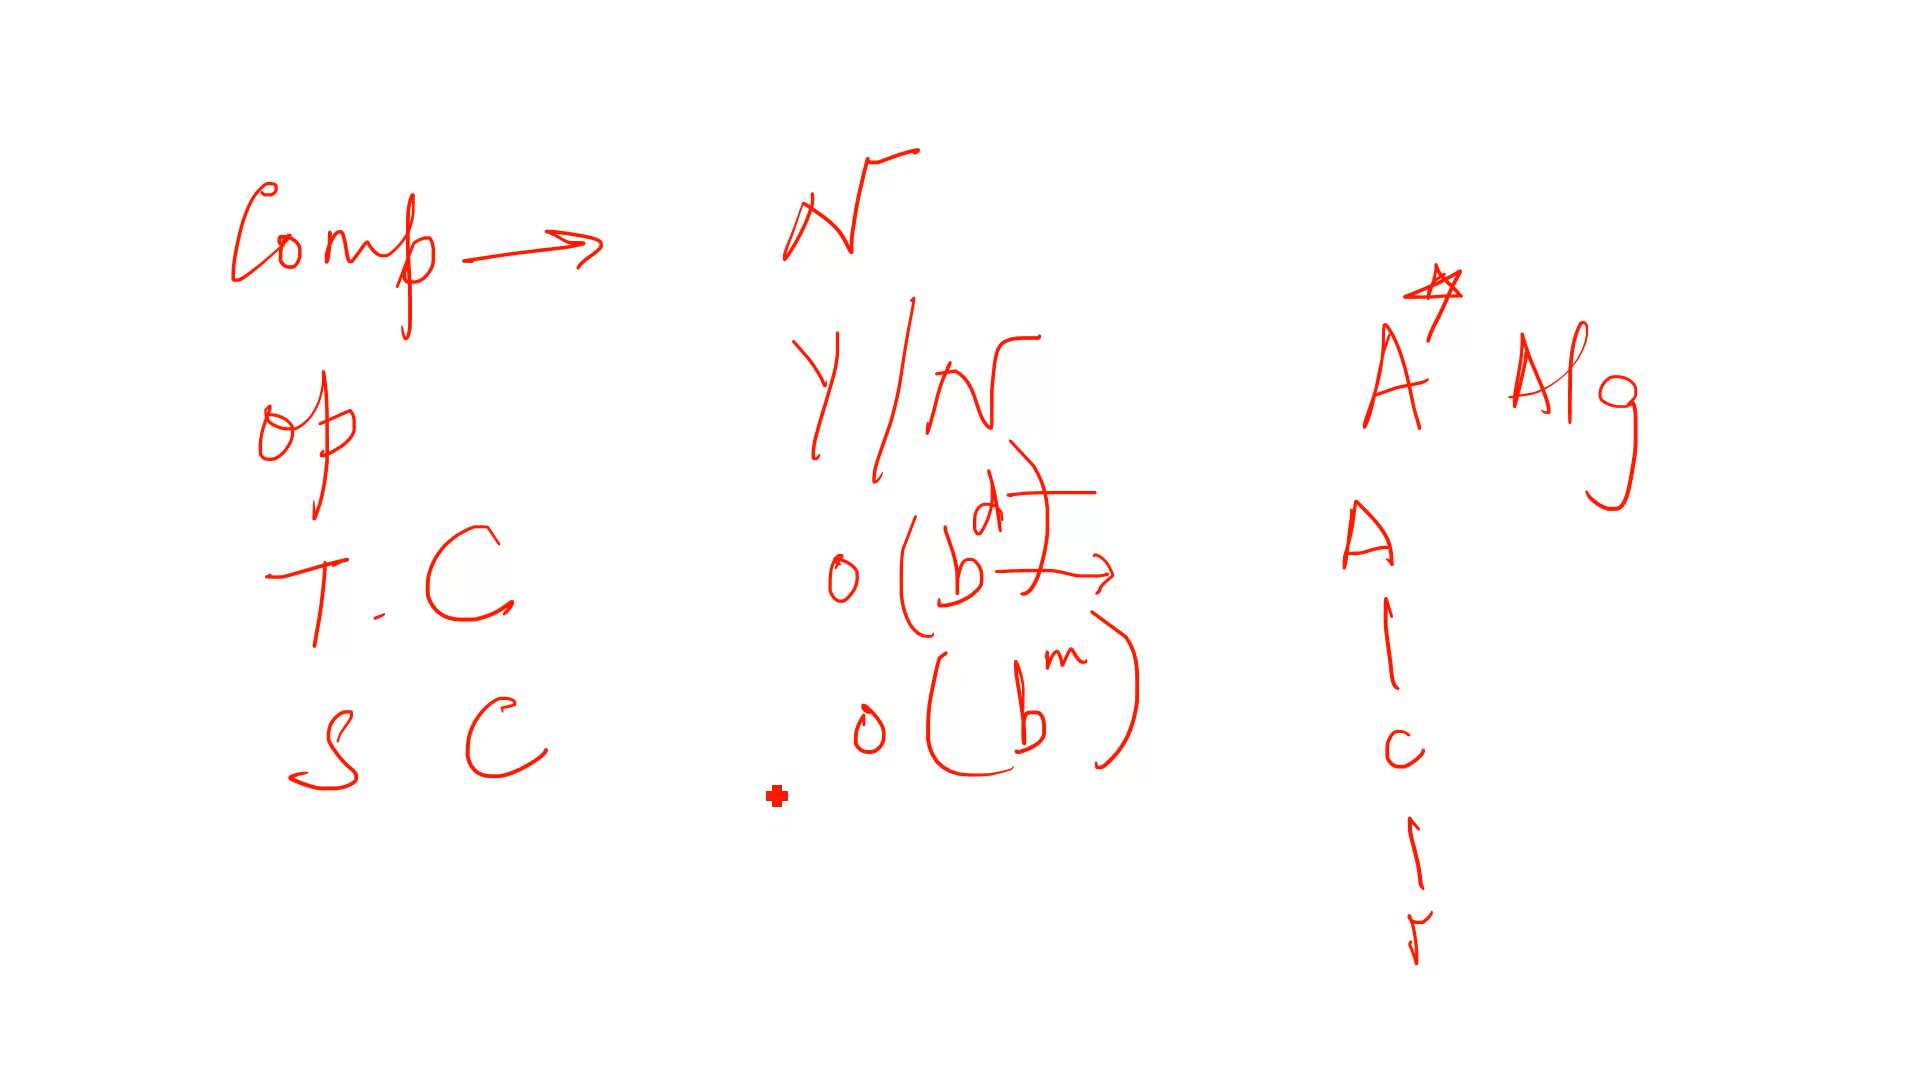 Comp → N
Op Y/N
T.C O(b^d)
S C O(b^m)
A* Alg
A
I
C
I
r